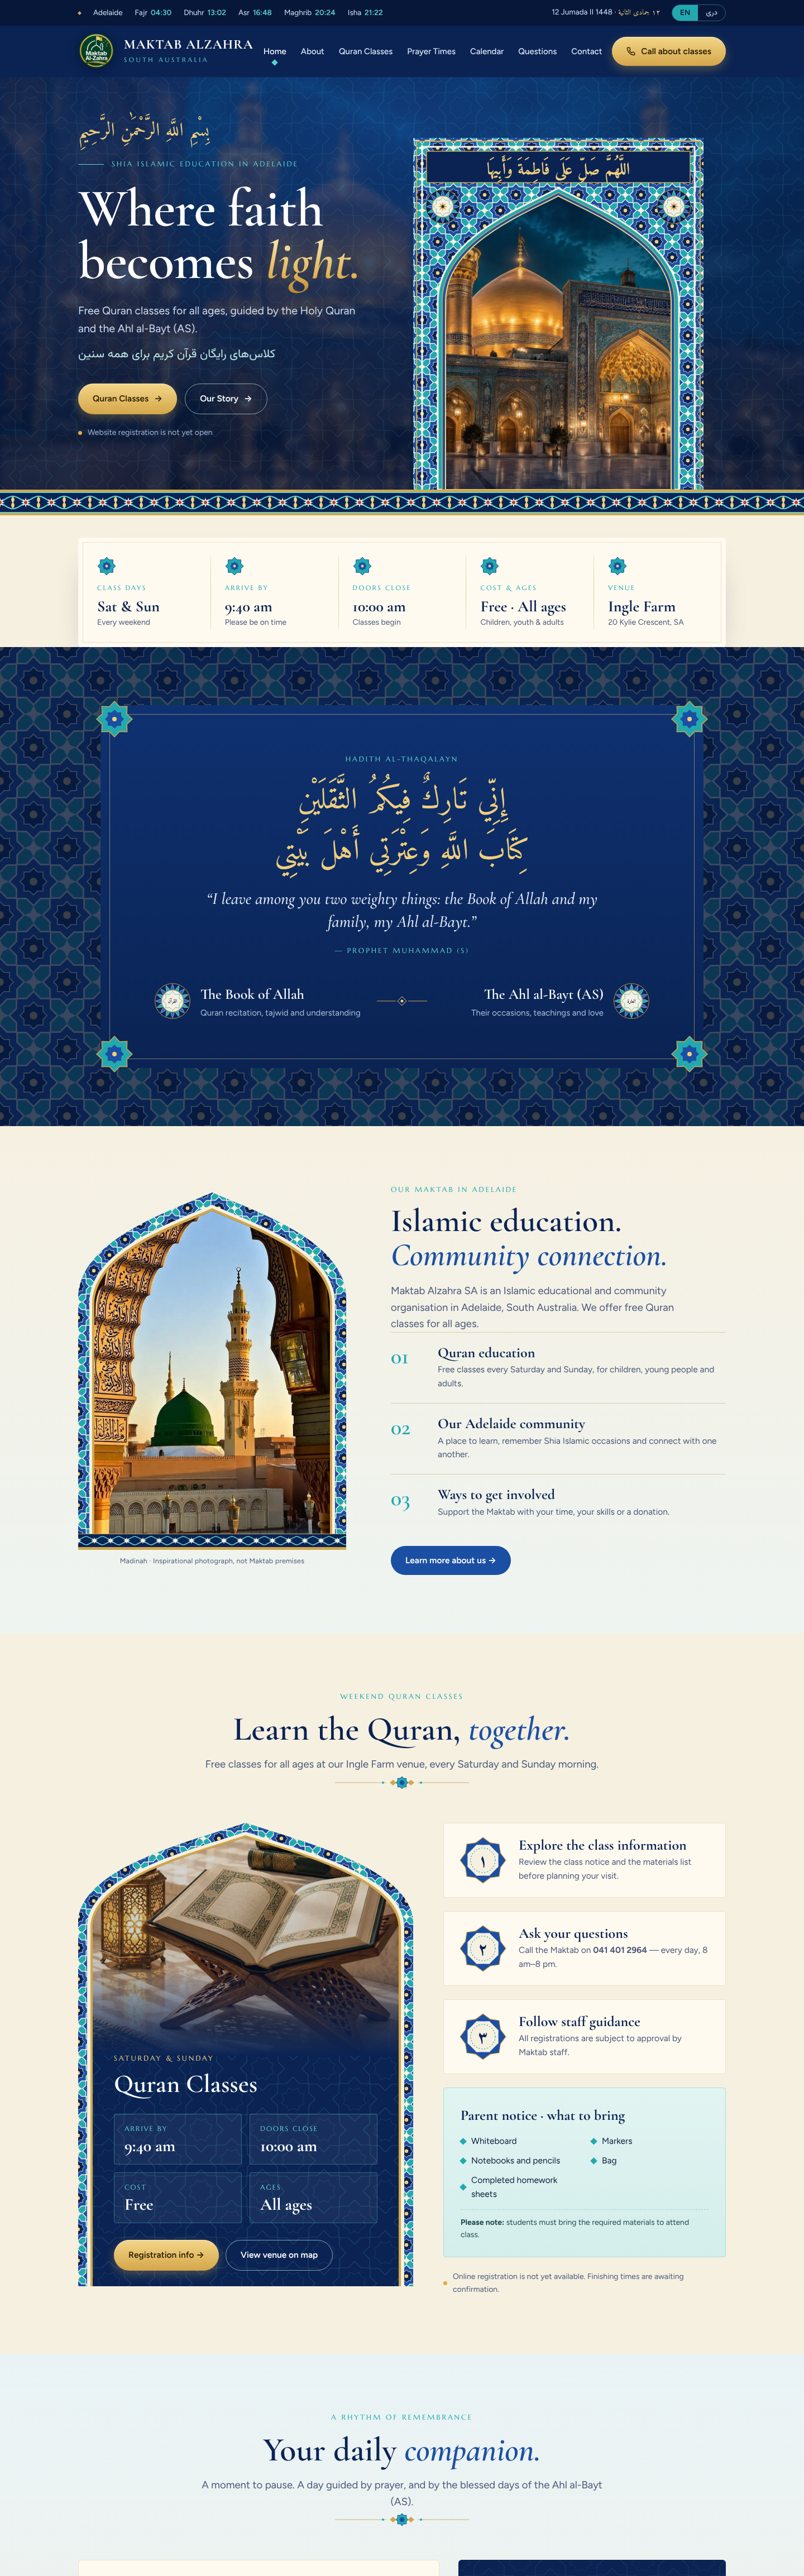 Adelaide Fajr 04:30 Dhuhr 13:02 Asr 16:48 Maghrib 20:24 Isha 21:22
12 Jumada II 1448 · ١٢ جمادى الثانية
EN دری
Maktab Al-Zahra
MAKTAB ALZAHRA
SOUTH AUSTRALIA
Home About Quran Classes Prayer Times Calendar Questions Contact
Call about classes
بِسْمِ اللَّهِ الرَّحْمَٰنِ الرَّحِيمِ
SHIA ISLAMIC EDUCATION IN ADELAIDE
Where faith
becomes light.
Free Quran classes for all ages, guided by the Holy Quran
and the Ahl al-Bayt (AS).
کلاس‌های رایگان قرآن کریم برای همه سنین
Quran Classes →
Our Story →
Website registration is not yet open
اللَّهُمَّ صَلِّ عَلَى فَاطِمَةَ وَأَبِيهَا
CLASS DAYS
Sat & Sun
Every weekend
ARRIVE BY
9:40 am
Please be on time
DOORS CLOSE
10:00 am
Classes begin
COST & AGES
Free · All ages
Children, youth & adults
VENUE
Ingle Farm
20 Kylie Crescent, SA
HADITH AL-THAQALAYN
إِنِّي تَارِكٌ فِيكُمُ الثَّقَلَيْنِ
كِتَابَ اللَّهِ وَعِتْرَتِي أَهْلَ بَيْتِي
“I leave among you two weighty things: the Book of Allah and my
family, my Ahl al-Bayt.”
— PROPHET MUHAMMAD (S)
The Book of Allah
Quran recitation, tajwid and understanding
The Ahl al-Bayt (AS)
Their occasions, teachings and love
OUR MAKTAB IN ADELAIDE
Islamic education.
Community connection.
Maktab Alzahra SA is an Islamic educational and community
organisation in Adelaide, South Australia. We offer free Quran
classes for all ages.
01
Quran education
Free classes every Saturday and Sunday, for children, young people and
adults.
02
Our Adelaide community
A place to learn, remember Shia Islamic occasions and connect with one
another.
03
Ways to get involved
Support the Maktab with your time, your skills or a donation.
Learn more about us →
Madinah · Inspirational photograph, not Maktab premises
WEEKEND QURAN CLASSES
Learn the Quran, together.
Free classes for all ages at our Ingle Farm venue, every Saturday and Sunday morning.
SATURDAY & SUNDAY
Quran Classes
ARRIVE BY
9:40 am
DOORS CLOSE
10:00 am
COST
Free
AGES
All ages
Registration info →
View venue on map
١
Explore the class information
Review the class notice and the materials list
before planning your visit.
٢
Ask your questions
Call the Maktab on 041 401 2964 — every day, 8
am–8 pm.
٣
Follow staff guidance
All registrations are subject to approval by
Maktab staff.
Parent notice · what to bring
Whiteboard
Markers
Notebooks and pencils
Bag
Completed homework
sheets
Please note: students must bring the required materials to attend
class.
Online registration is not yet available. Finishing times are awaiting
confirmation.
A RHYTHM OF REMEMBRANCE
Your daily companion.
A moment to pause. A day guided by prayer, and by the blessed days of the Ahl al-Bayt
(AS).